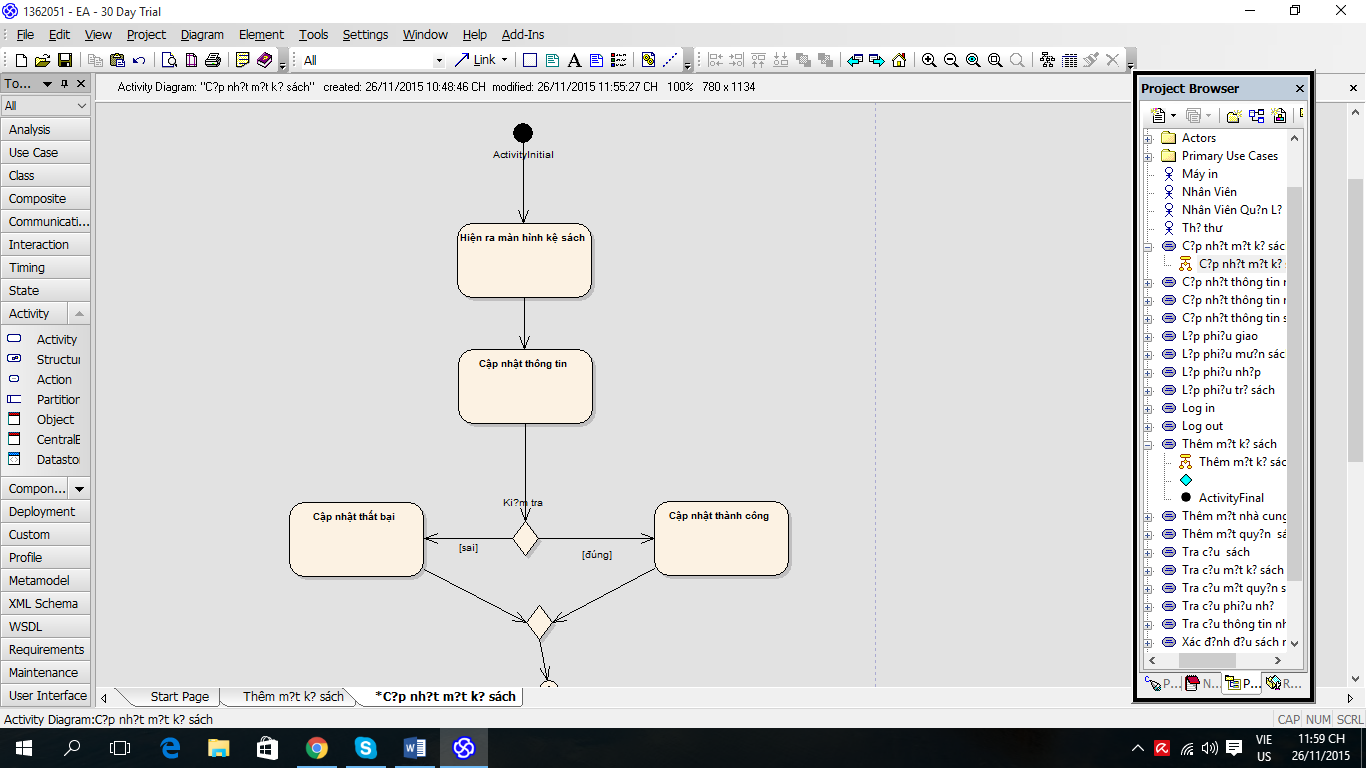 1362051 - EA - 30 Day Trial
File Edit View Project Diagram Element Tools Settings Window Help Add-Ins
All Link
To...
All
Analysis
Use Case
Class
Composite
Communicati...
Interaction
Timing
State
Activity
Activity
Structur
Action
Partition
Object
CentralB
Datastor
Compon...
Deployment
Custom
Profile
Metamodel
XML Schema
WSDL
Requirements
Maintenance
User Interface
Activity Diagram: "C?p nh?t m?t k? sách" created: 26/11/2015 10:48:46 CH modified: 26/11/2015 11:55:27 CH 100% 780 x 1134
ActivityInitial
Hiện ra màn hình kệ sách
Cập nhật thông tin
Ki?m tra
Cập nhật thất bại
Cập nhật thành công
[sai]
[đúng]
Project Browser
Actors
Primary Use Cases
Máy in
Nhân Viên
Nhân Viên Qu?n L?
Th? thư
C?p nh?t m?t k? sác
C?p nh?t m?t k?
C?p nh?t thông tin
C?p nh?t thông tin
C?p nh?t thông tin s
L?p phi?u giao
L?p phi?u mư?n sác
L?p phi?u nh?p
L?p phi?u tr? sách
Log in
Log out
Thêm m?t k? sách
Thêm m?t k? sác
ActivityFinal
Thêm m?t nhà cung
Thêm m?t quy?n sá
Tra c?u sách
Tra c?u m?t k? sách
Tra c?u m?t quy?n s
Tra c?u phi?u nh?
Tra c?u thông tin nh
Xác đ?nh đ?u sách
P... N... P... R...
Start Page Thêm m?t k? sách *C?p nh?t m?t k? sách
Activity Diagram:C?p nh?t m?t k? sách CAP NUM SCRL
VIE
US
11:59 CH
26/11/2015